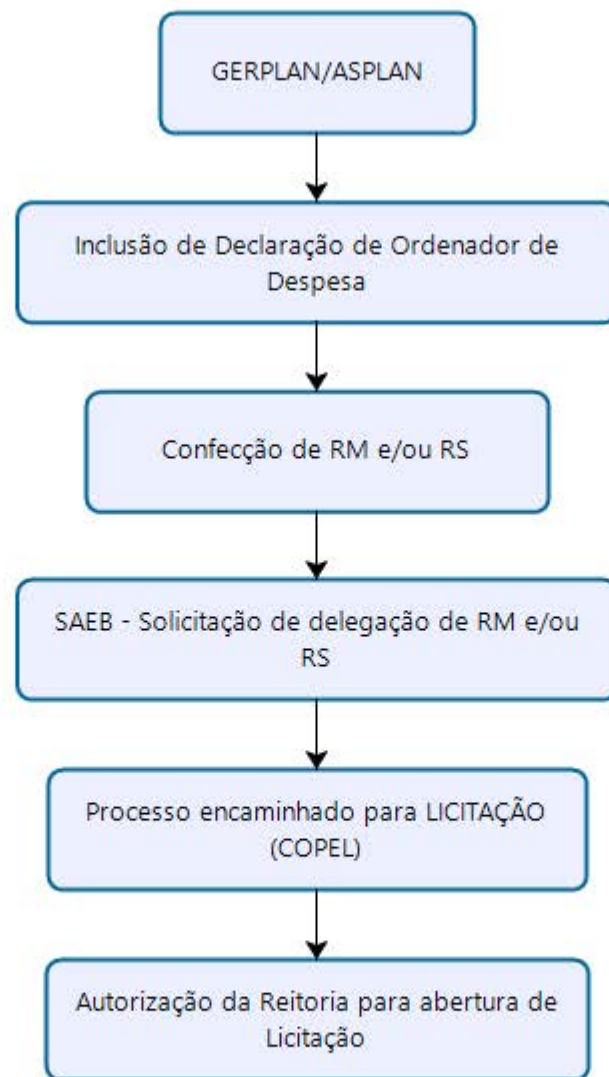 GERPLAN/ASPLAN
Inclusão de Declaração de Ordenador de
Despesa
Confecção de RM e/ou RS
SAEB - Solicitação de delegação de RM e/ou
RS
Processo encaminhado para LICITAÇÃO
(COPEL)
Autorização da Reitoria para abertura de
Licitação